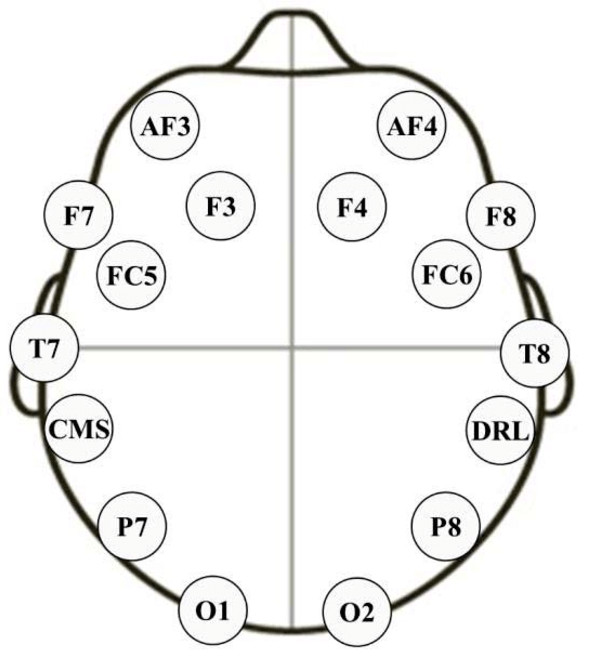 AF3 AF4
F3 F4
F7 F8
FC5 FC6
T7 T8
CMS DRL
P7 P8
O1 O2